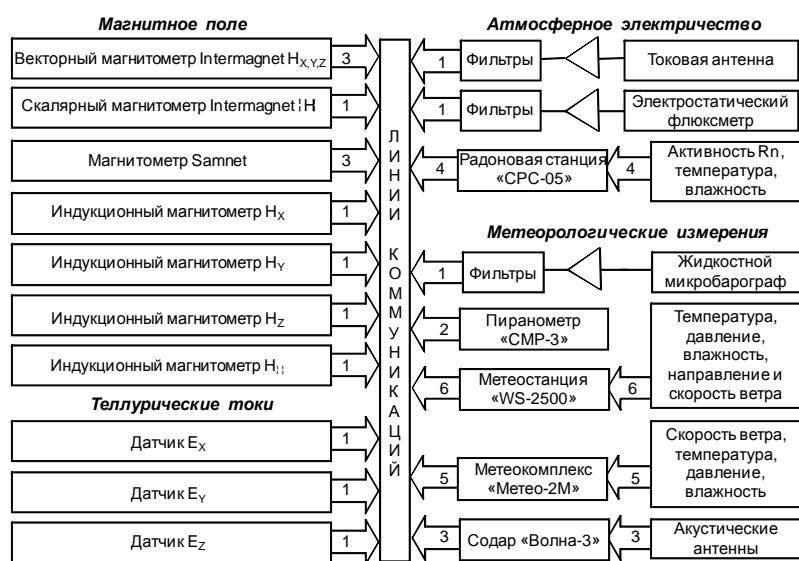 Магнитное поле
Векторный магнитометр Intermagnet HX,Y,Z
3
Скалярный магнитометр Intermagnet ¦H
1
Магнитометр Samnet
3
Индукционный магнитометр HX
1
Индукционный магнитометр HY
1
Индукционный магнитометр HZ
1
Индукционный магнитометр H¦¦
1
Теллурические токи
Датчик EX
1
Датчик EY
1
Датчик EZ
1
ЛИНИИ КОММУНИКАЦИЙ
Атмосферное электричество
1
Фильтры
Токовая антенна
1
Фильтры
Электростатический
флюксметр
4
Радоновая станция
«СРС-05»
4
Активность Rn,
температура,
влажность
Метеорологические измерения
1
Фильтры
Жидкостной
микробарограф
2
Пиранометр
«CMP-3»
6
Метеостанция
«WS-2500»
6
Температура,
давление,
влажность,
направление и
скорость ветра
5
Метеокомплекс
«Метео-2М»
5
Скорость ветра,
температура,
давление,
влажность
3
Содар «Волна-3»
3
Акустические
антенны